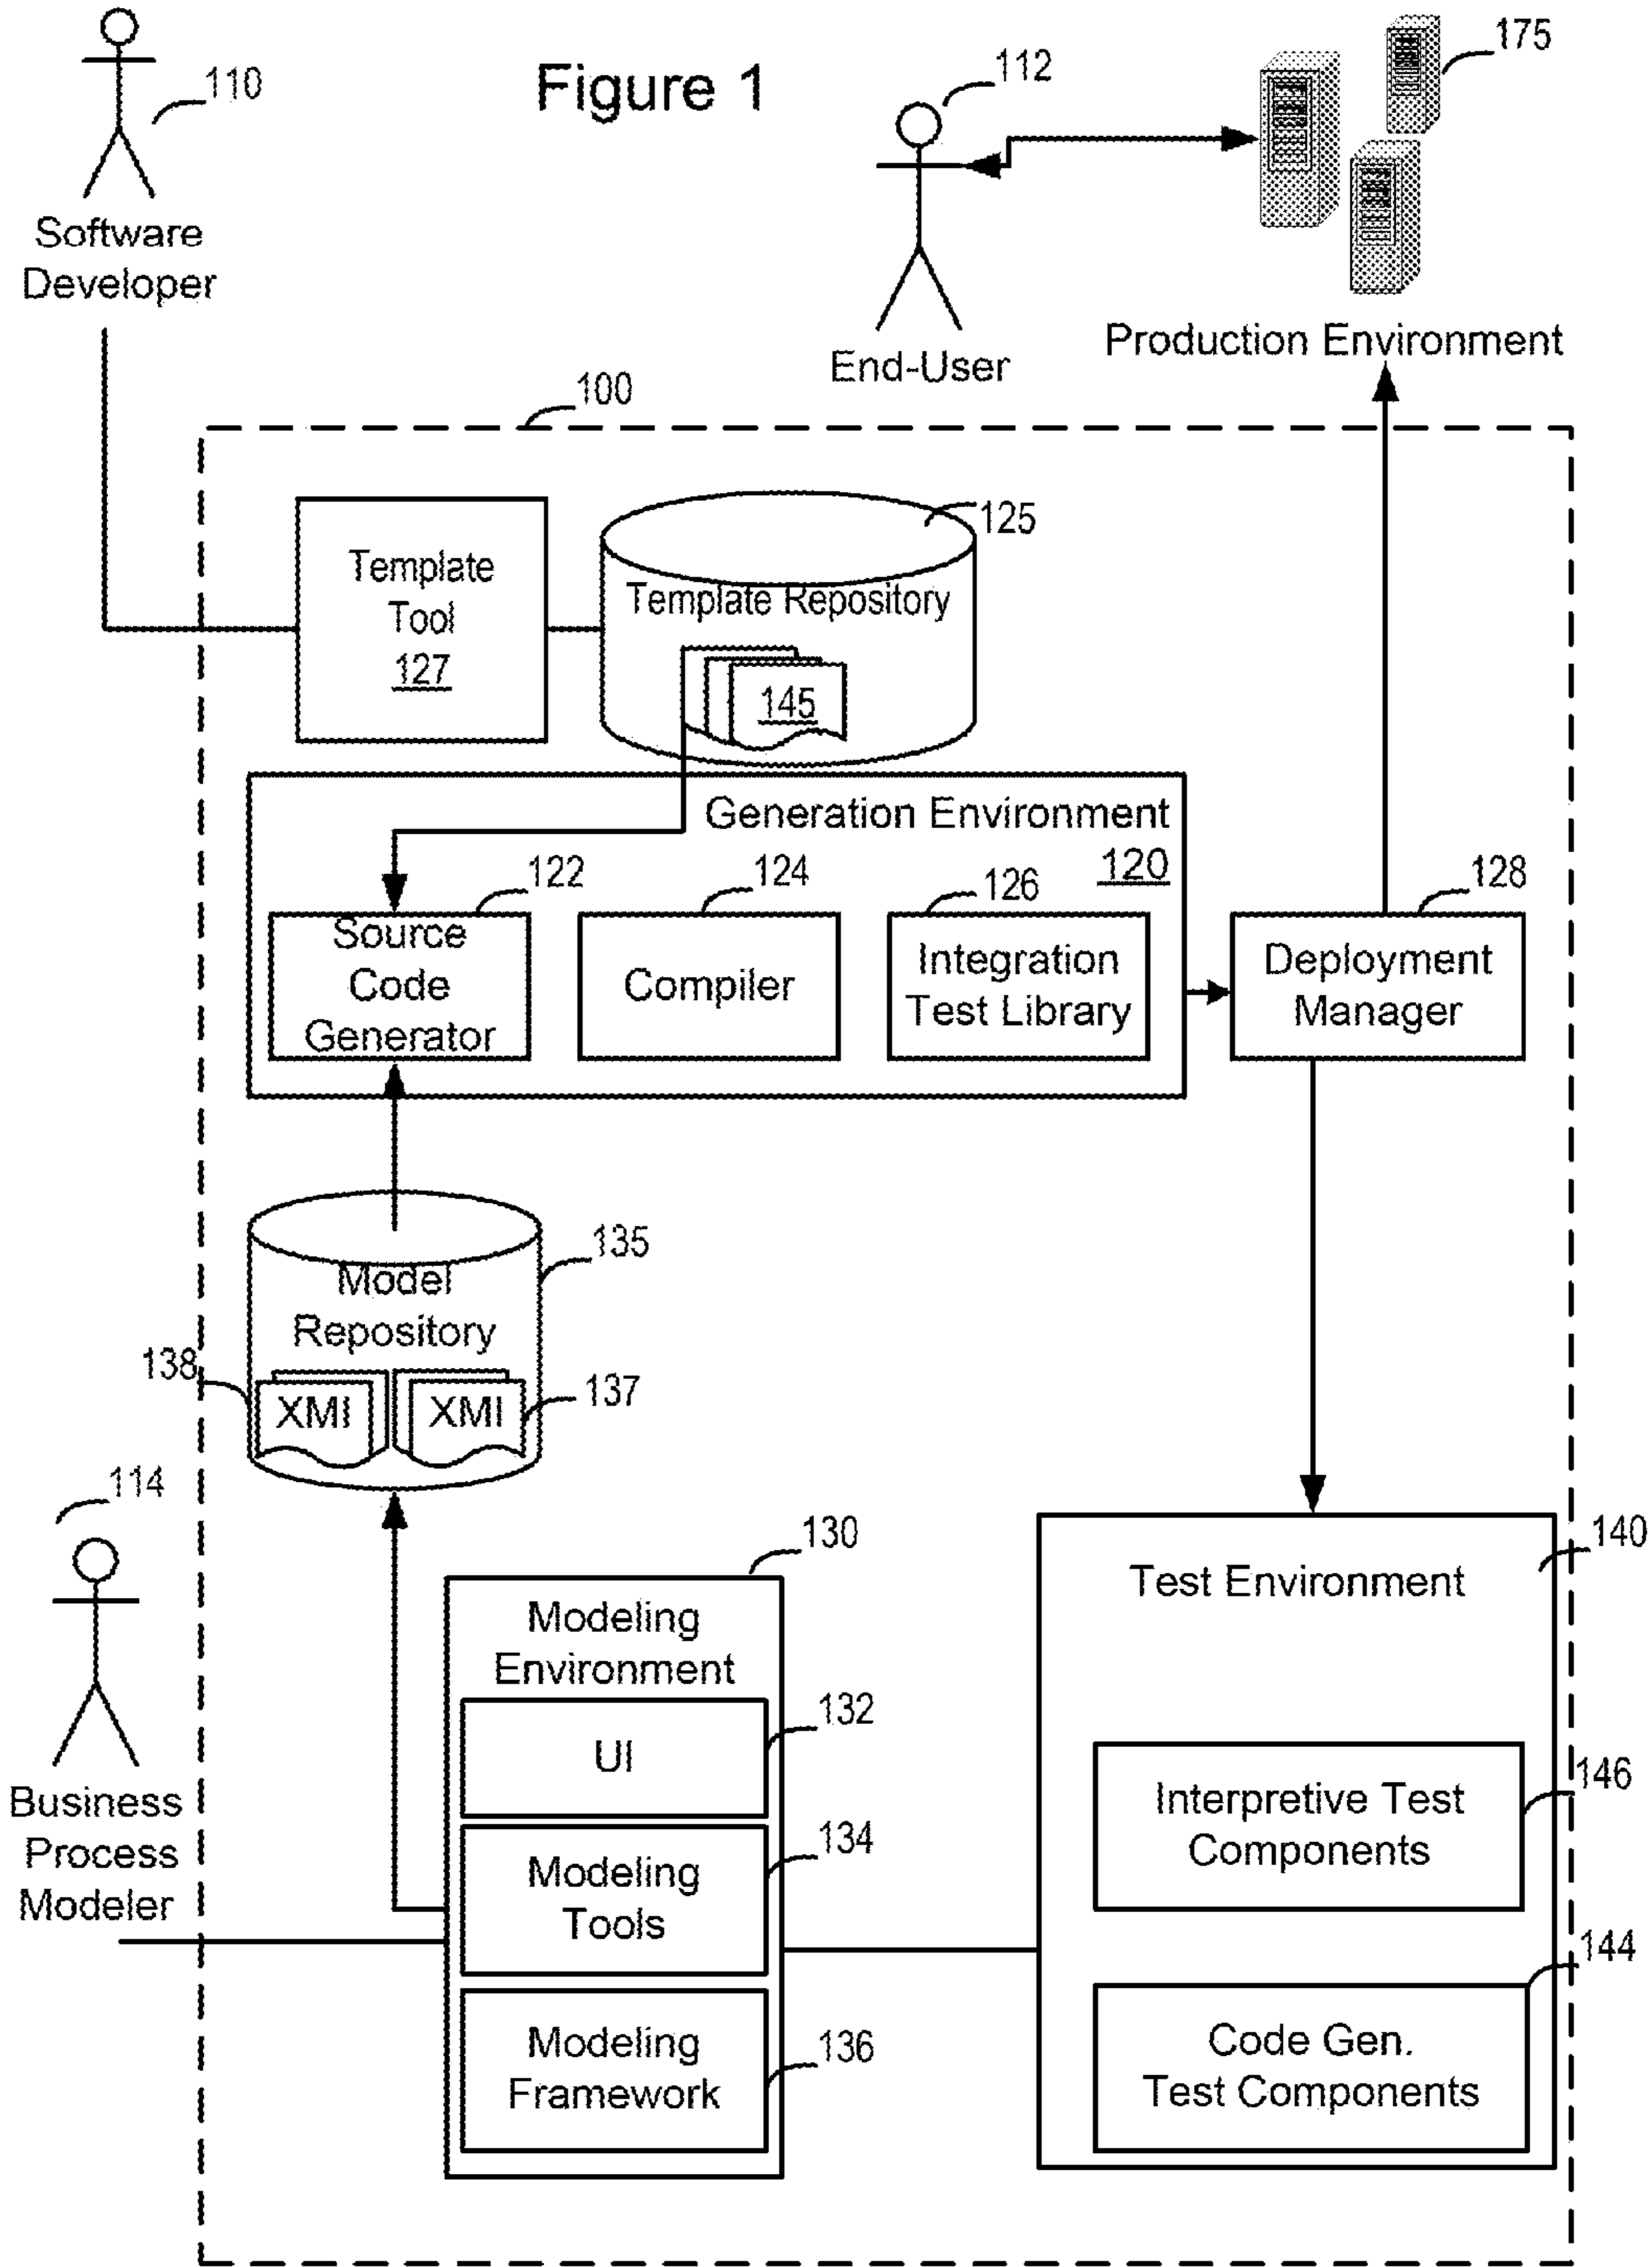 Figure 1
110
Software
Developer
112
End-User
175
Production Environment
100
Template
Tool
127
125
Template Repository
145
Generation Environment
120
122
Source
Code
Generator
124
Compiler
126
Integration
Test Library
128
Deployment
Manager
135
Model
Repository
138
XMI
XMI
137
114
Business
Process
Modeler
130
Modeling
Environment
132
UI
134
Modeling
Tools
136
Modeling
Framework
140
Test Environment
146
Interpretive Test
Components
144
Code Gen.
Test Components